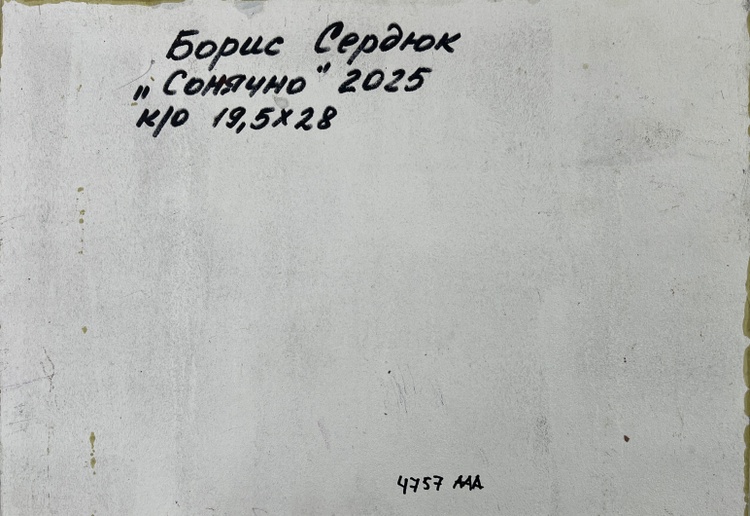 Борис Сердюк
„Сонячно" 2025
к/о 19,5х28
4757 ААА